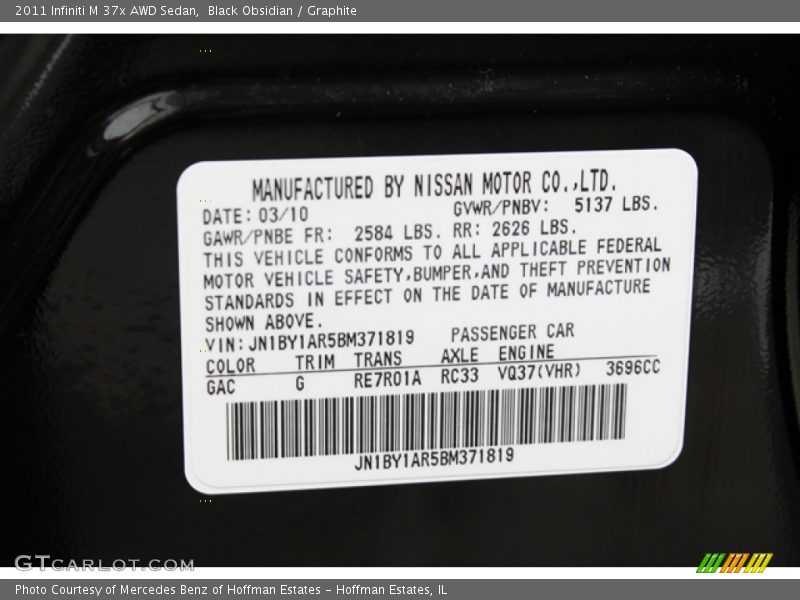 2011 Infiniti M 37x AWD Sedan,  Black Obsidian / Graphite
MANUFACTURED BY NISSAN MOTOR CO.,LTD.
DATE: 03/10 GVWR/PNBV: 5137 LBS.
GAWR/PNBE FR: 2584 LBS. RR: 2626 LBS.
THIS VEHICLE CONFORMS TO ALL APPLICABLE FEDERAL
MOTOR VEHICLE SAFETY,BUMPER,AND THEFT PREVENTION
STANDARDS IN EFFECT ON THE DATE OF MANUFACTURE
SHOWN ABOVE.
VIN: JN1BY1AR5BM371819 PASSENGER CAR
COLOR TRIM TRANS AXLE ENGINE
GAC G RE7R01A RC33 VQ37(VHR) 3696CC
JN1BY1AR5BM371819
GTCARLOT.COM
Photo Courtesy of Mercedes Benz of Hoffman Estates - Hoffman Estates, IL